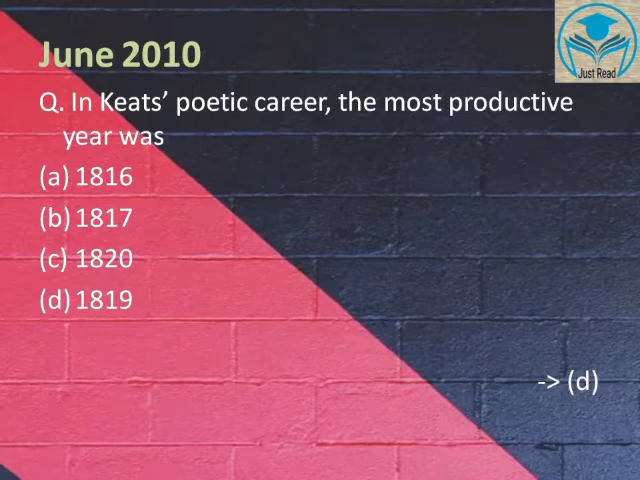 June 2010
Just Read
Q. In Keats’ poetic career, the most productive
year was
(a) 1816
(b) 1817
(c) 1820
(d) 1819
-> (d)